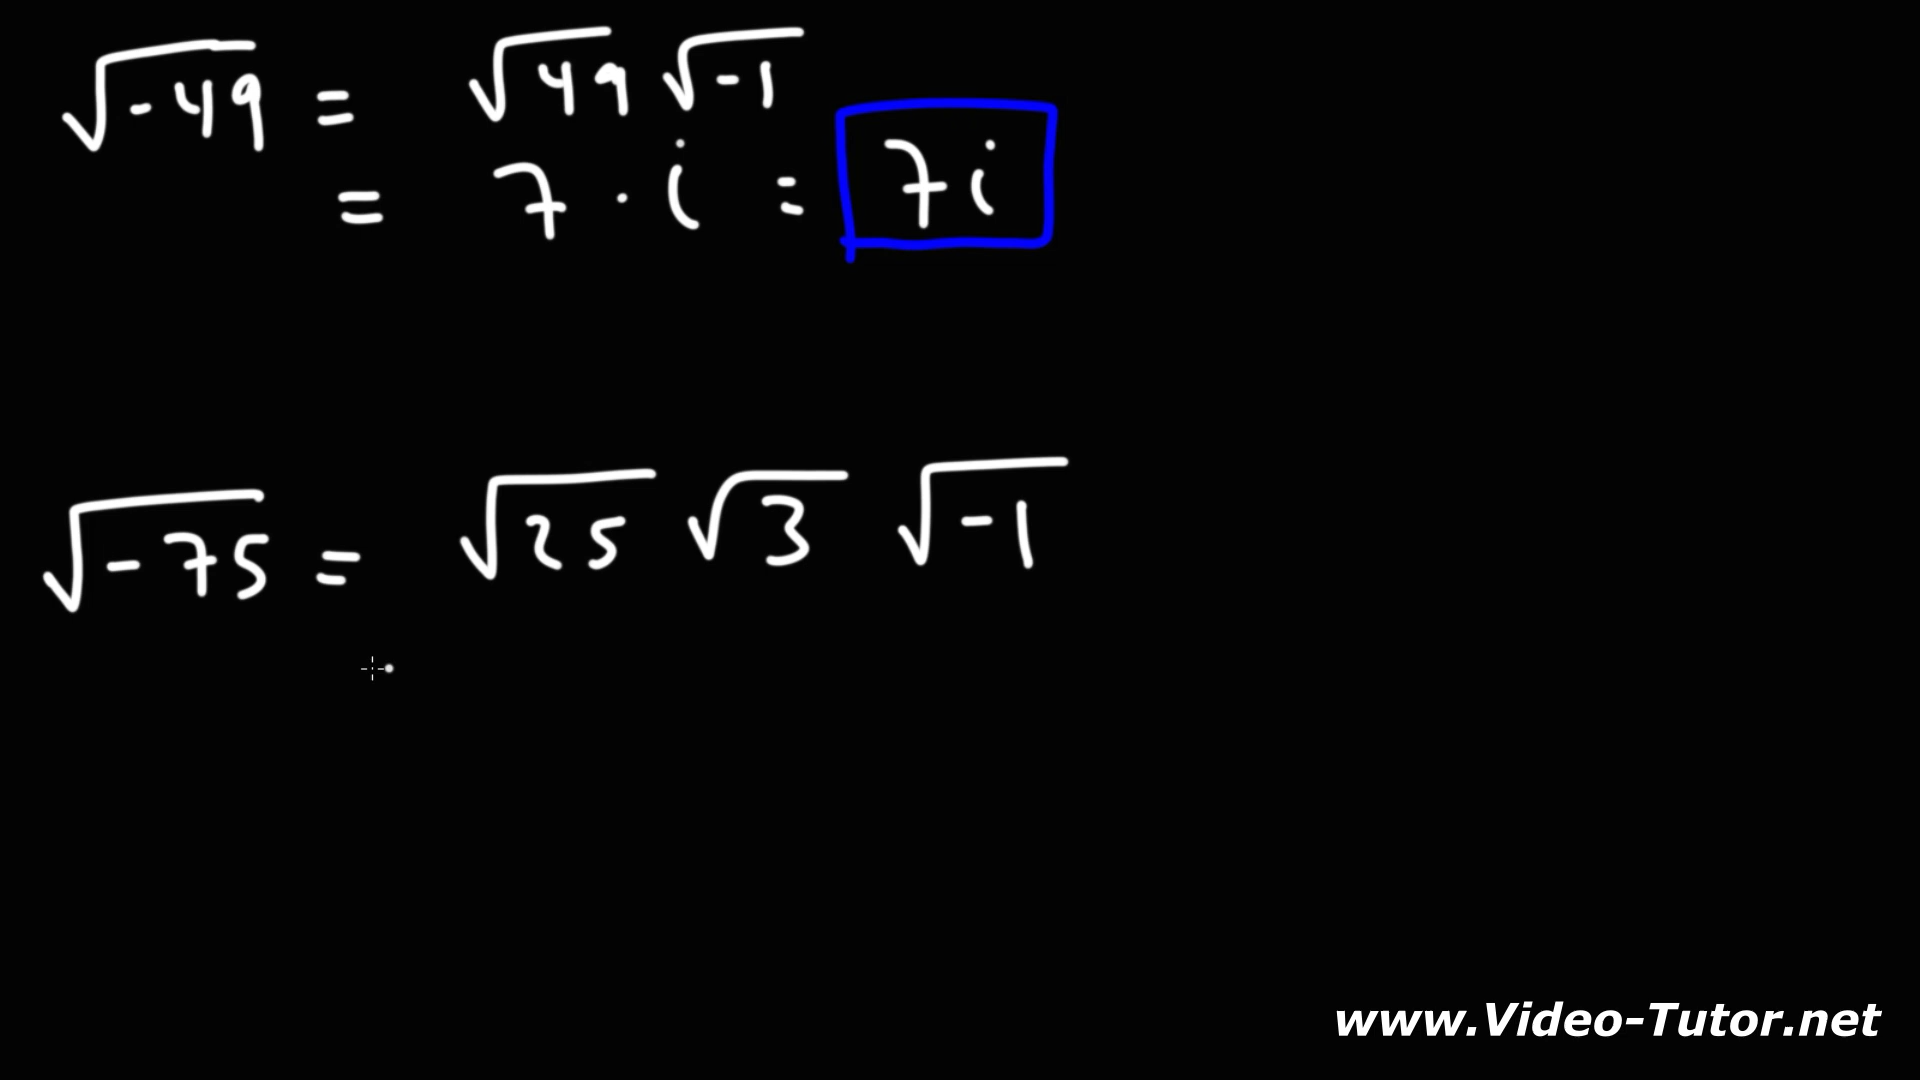 √-49 = √49 √-1
= 7 · i = 7i
√-75 = √25 √3 √-1
www.Video-Tutor.net